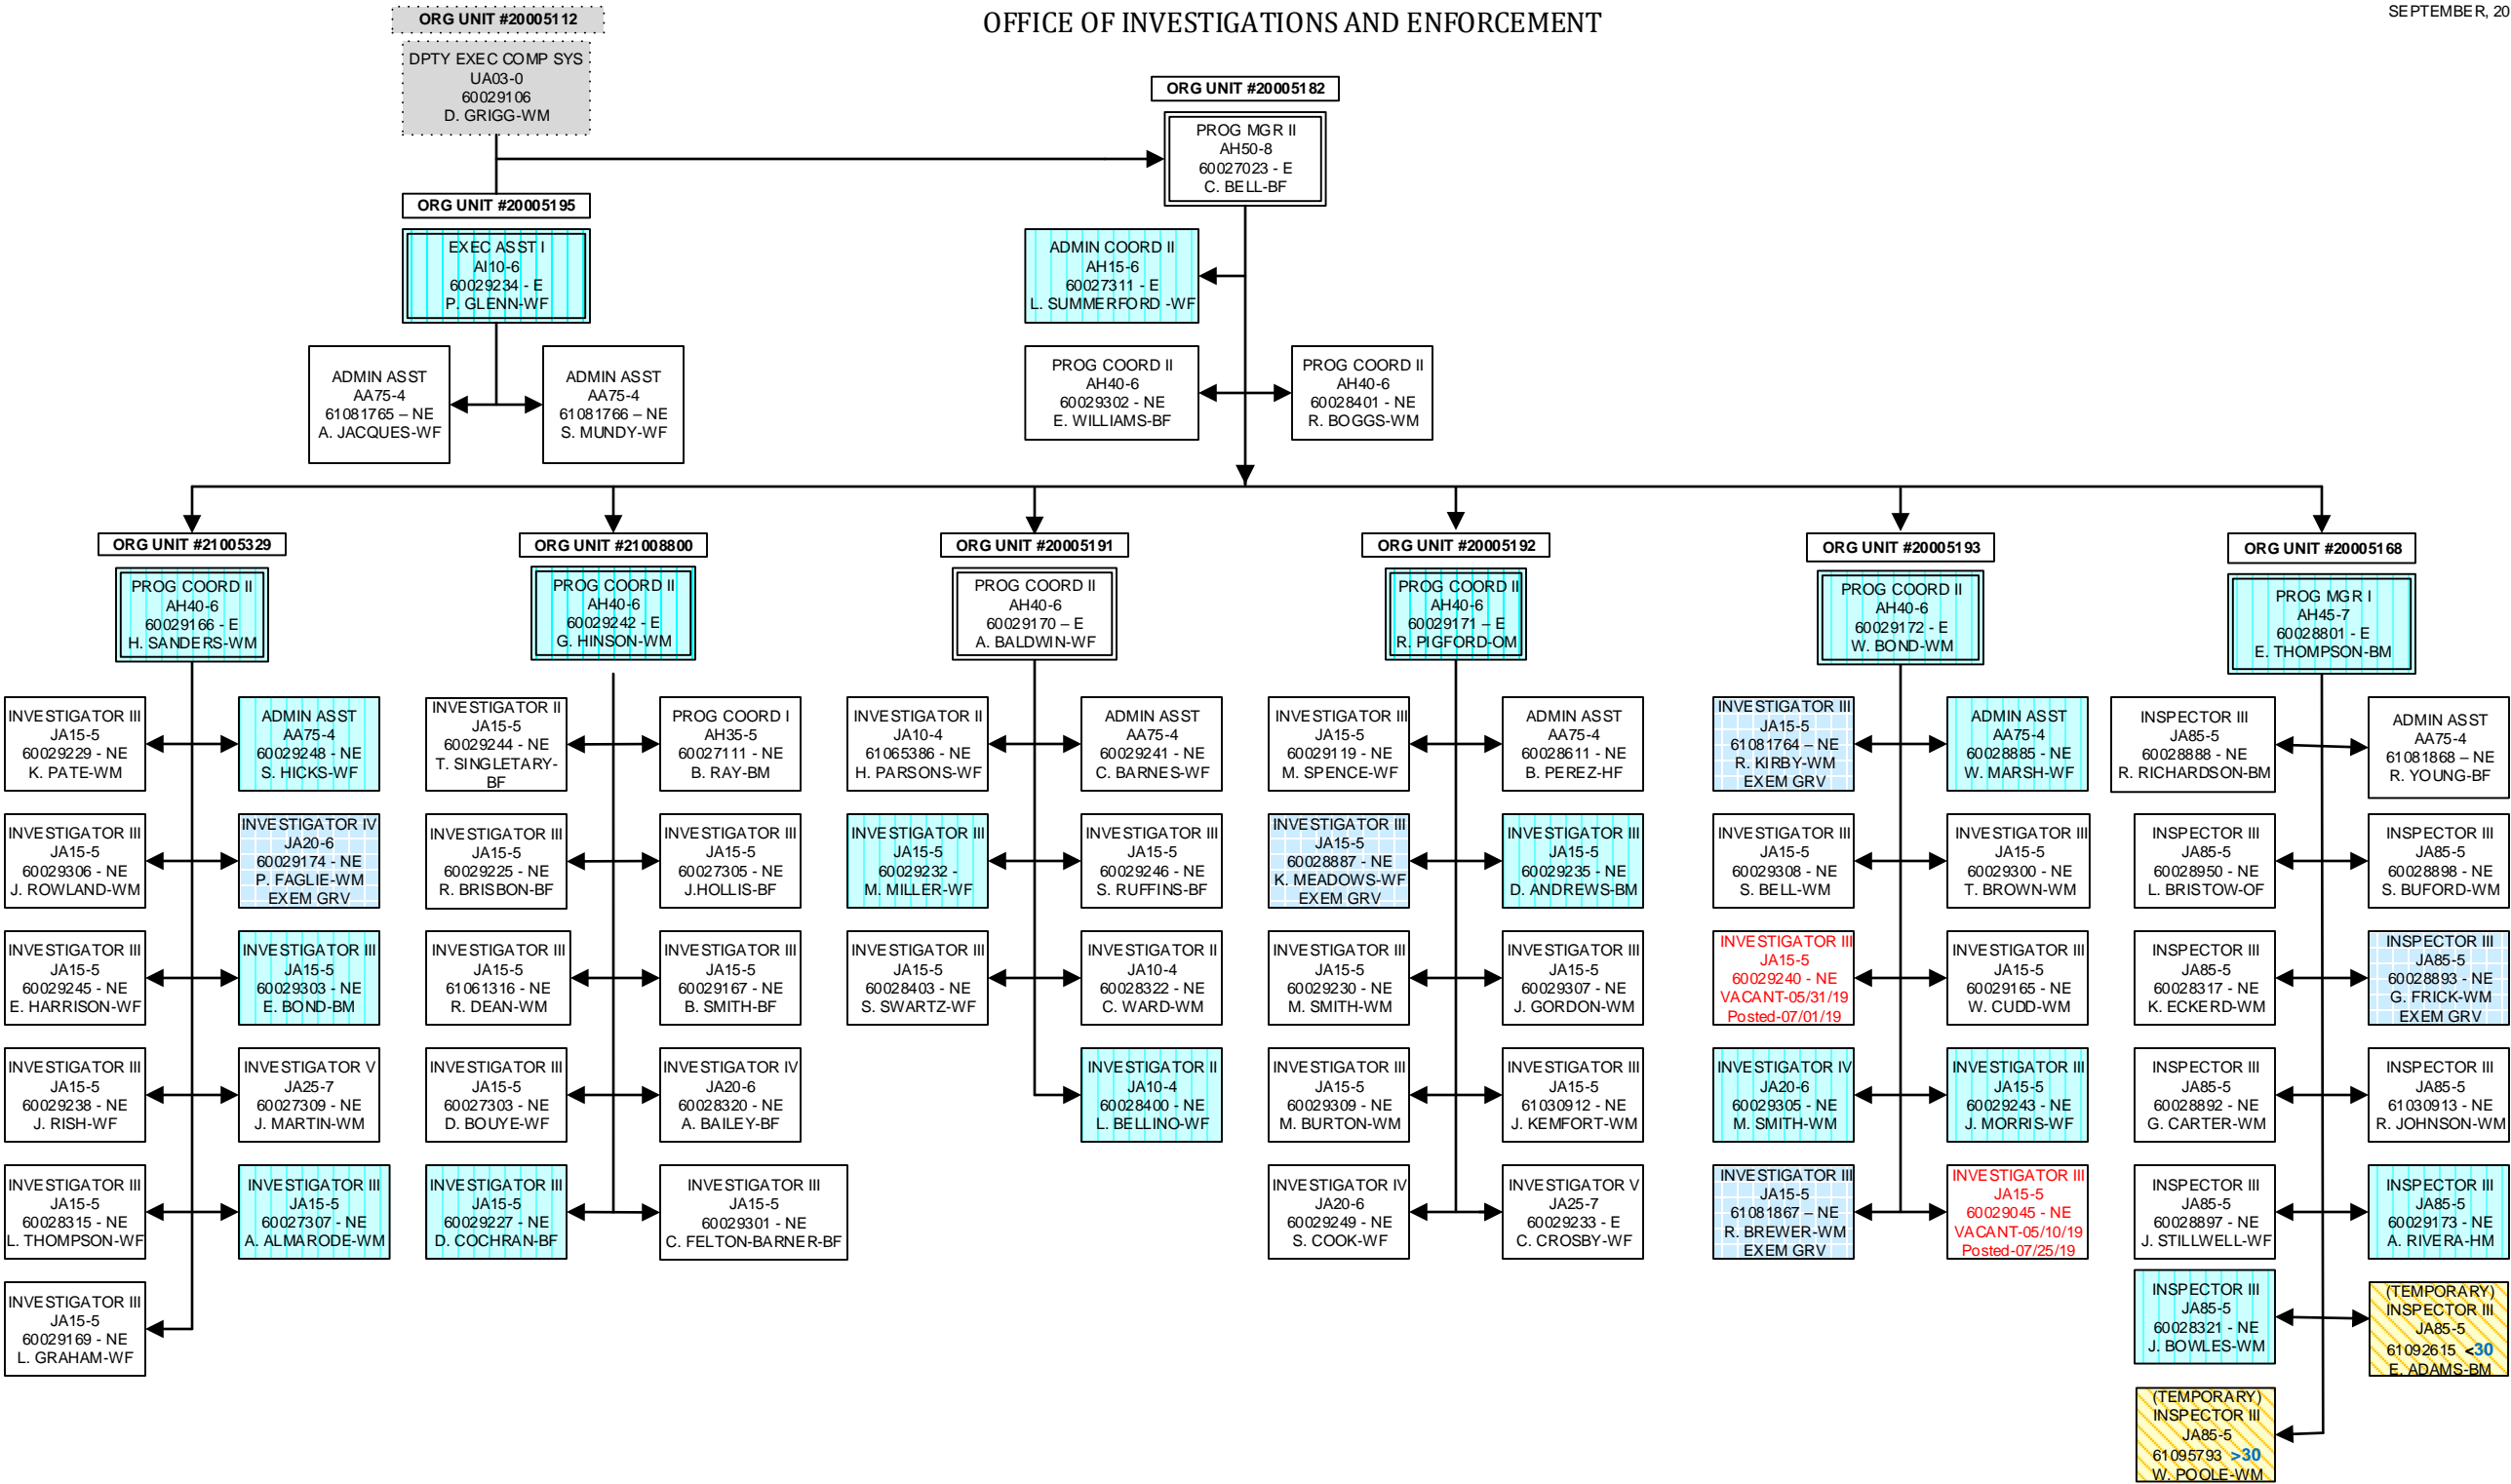 OFFICE OF INVESTIGATIONS AND ENFORCEMENT
SEPTEMBER, 20
ORG UNIT #20005112
DPTY EXEC COMP SYS
UA03-0
60029106
D. GRIGG-WM
ORG UNIT #20005182
PROG MGR II
AH50-8
60027023 - E
C. BELL-BF
ORG UNIT #20005195
EXEC ASST I
AI10-6
60029234 - E
P. GLENN-WF
ADMIN COORD II
AH15-6
60027311 - E
L. SUMMERFORD -WF
ADMIN ASST
AA75-4
61081765 – NE
A. JACQUES-WF
ADMIN ASST
AA75-4
61081766 – NE
S. MUNDY-WF
PROG COORD II
AH40-6
60029302 - NE
E. WILLIAMS-BF
PROG COORD II
AH40-6
60028401 - NE
R. BOGGS-WM
ORG UNIT #21005329
PROG COORD II
AH40-6
60029166 - E
H. SANDERS-WM
INVESTIGATOR III
JA15-5
60029229 - NE
K. PATE-WM
ADMIN ASST
AA75-4
60029248 - NE
S. HICKS-WF
INVESTIGATOR III
JA15-5
60029306 - NE
J. ROWLAND-WM
INVESTIGATOR IV
JA20-6
60029174 - NE
P. FAGLIE-WM
EXEM GRV
INVESTIGATOR III
JA15-5
60029245 - NE
E. HARRISON-WF
INVESTIGATOR III
JA15-5
60029303 - NE
E. BOND-BM
INVESTIGATOR III
JA15-5
60029238 - NE
J. RISH-WF
INVESTIGATOR V
JA25-7
60027309 - NE
J. MARTIN-WM
INVESTIGATOR III
JA15-5
60028315 - NE
L. THOMPSON-WF
INVESTIGATOR III
JA15-5
60027307 - NE
A. ALMARODE-WM
INVESTIGATOR III
JA15-5
60029169 - NE
L. GRAHAM-WF
ORG UNIT #21008800
PROG COORD II
AH40-6
60029242 - E
G. HINSON-WM
INVESTIGATOR II
JA15-5
60029244 - NE
T. SINGLETARY-
BF
PROG COORD I
AH35-5
60027111 - NE
B. RAY-BM
INVESTIGATOR III
JA15-5
60029225 - NE
R. BRISBON-BF
INVESTIGATOR III
JA15-5
60027305 - NE
J.HOLLIS-BF
INVESTIGATOR III
JA15-5
61061316 - NE
R. DEAN-WM
INVESTIGATOR III
JA15-5
60029167 - NE
B. SMITH-BF
INVESTIGATOR III
JA15-5
60027303 - NE
D. BOUYE-WF
INVESTIGATOR IV
JA20-6
60028320 - NE
A. BAILEY-BF
INVESTIGATOR III
JA15-5
60029227 - NE
D. COCHRAN-BF
INVESTIGATOR III
JA15-5
60029301 - NE
C. FELTON-BARNER-BF
ORG UNIT #20005191
PROG COORD II
AH40-6
60029170 – E
A. BALDWIN-WF
INVESTIGATOR II
JA10-4
61065386 - NE
H. PARSONS-WF
ADMIN ASST
AA75-4
60029241 - NE
C. BARNES-WF
INVESTIGATOR III
JA15-5
60029232 -
M. MILLER-WF
INVESTIGATOR III
JA15-5
60029246 - NE
S. RUFFINS-BF
INVESTIGATOR III
JA15-5
60028403 - NE
S. SWARTZ-WF
INVESTIGATOR II
JA10-4
60028322 - NE
C. WARD-WM
INVESTIGATOR II
JA10-4
60028400 - NE
L. BELLINO-WF
ORG UNIT #20005192
PROG COORD II
AH40-6
60029171 – E
R. PIGFORD-OM
INVESTIGATOR III
JA15-5
60029119 - NE
M. SPENCE-WF
ADMIN ASST
AA75-4
60028611 - NE
B. PEREZ-HF
INVESTIGATOR III
JA15-5
60028887 - NE
K. MEADOWS-WF
EXEM GRV
INVESTIGATOR III
JA15-5
60029235 - NE
D. ANDREWS-BM
INVESTIGATOR III
JA15-5
60029230 - NE
M. SMITH-WM
INVESTIGATOR III
JA15-5
60029307 - NE
J. GORDON-WM
INVESTIGATOR III
JA15-5
60029309 - NE
M. BURTON-WM
INVESTIGATOR III
JA15-5
61030912 - NE
J. KEMFORT-WM
INVESTIGATOR IV
JA20-6
60029249 - NE
S. COOK-WF
INVESTIGATOR V
JA25-7
60029233 - E
C. CROSBY-WF
ORG UNIT #20005193
PROG COORD II
AH40-6
60029172 - E
W. BOND-WM
INVESTIGATOR III
JA15-5
61081764 – NE
R. KIRBY-WM
EXEM GRV
ADMIN ASST
AA75-4
60028885 - NE
W. MARSH-WF
INVESTIGATOR III
JA15-5
60029308 - NE
S. BELL-WM
INVESTIGATOR III
JA15-5
60029300 - NE
T. BROWN-WM
INVESTIGATOR III
JA15-5
60029240 - NE
VACANT-05/31/19
Posted-07/01/19
INVESTIGATOR III
JA15-5
60029165 - NE
W. CUDD-WM
INVESTIGATOR IV
JA20-6
60029305 - NE
M. SMITH-WM
INVESTIGATOR III
JA15-5
60029243 - NE
J. MORRIS-WF
INVESTIGATOR III
JA15-5
61081867 – NE
R. BREWER-WM
EXEM GRV
INVESTIGATOR III
JA15-5
60029045 - NE
VACANT-05/10/19
Posted-07/25/19
ORG UNIT #20005168
PROG MGR I
AH45-7
60028801 - E
E. THOMPSON-BM
INSPECTOR III
JA85-5
60028888 - NE
R. RICHARDSON-BM
ADMIN ASST
AA75-4
61081868 – NE
R. YOUNG-BF
INSPECTOR III
JA85-5
60028950 - NE
L. BRISTOW-OF
INSPECTOR III
JA85-5
60028898 - NE
S. BUFORD-WM
INSPECTOR III
JA85-5
60028317 - NE
K. ECKERD-WM
INSPECTOR III
JA85-5
60028893 - NE
G. FRICK-WM
EXEM GRV
INSPECTOR III
JA85-5
60028892 - NE
G. CARTER-WM
INSPECTOR III
JA85-5
61030913 - NE
R. JOHNSON-WM
INSPECTOR III
JA85-5
60028897 - NE
J. STILLWELL-WF
INSPECTOR III
JA85-5
60029173 - NE
A. RIVERA-HM
INSPECTOR III
JA85-5
60028321 - NE
J. BOWLES-WM
(TEMPORARY)
INSPECTOR III
JA85-5
61092615 <30
E. ADAMS-BM
(TEMPORARY)
INSPECTOR III
JA85-5
61095793 >30
W. POOLE-WM